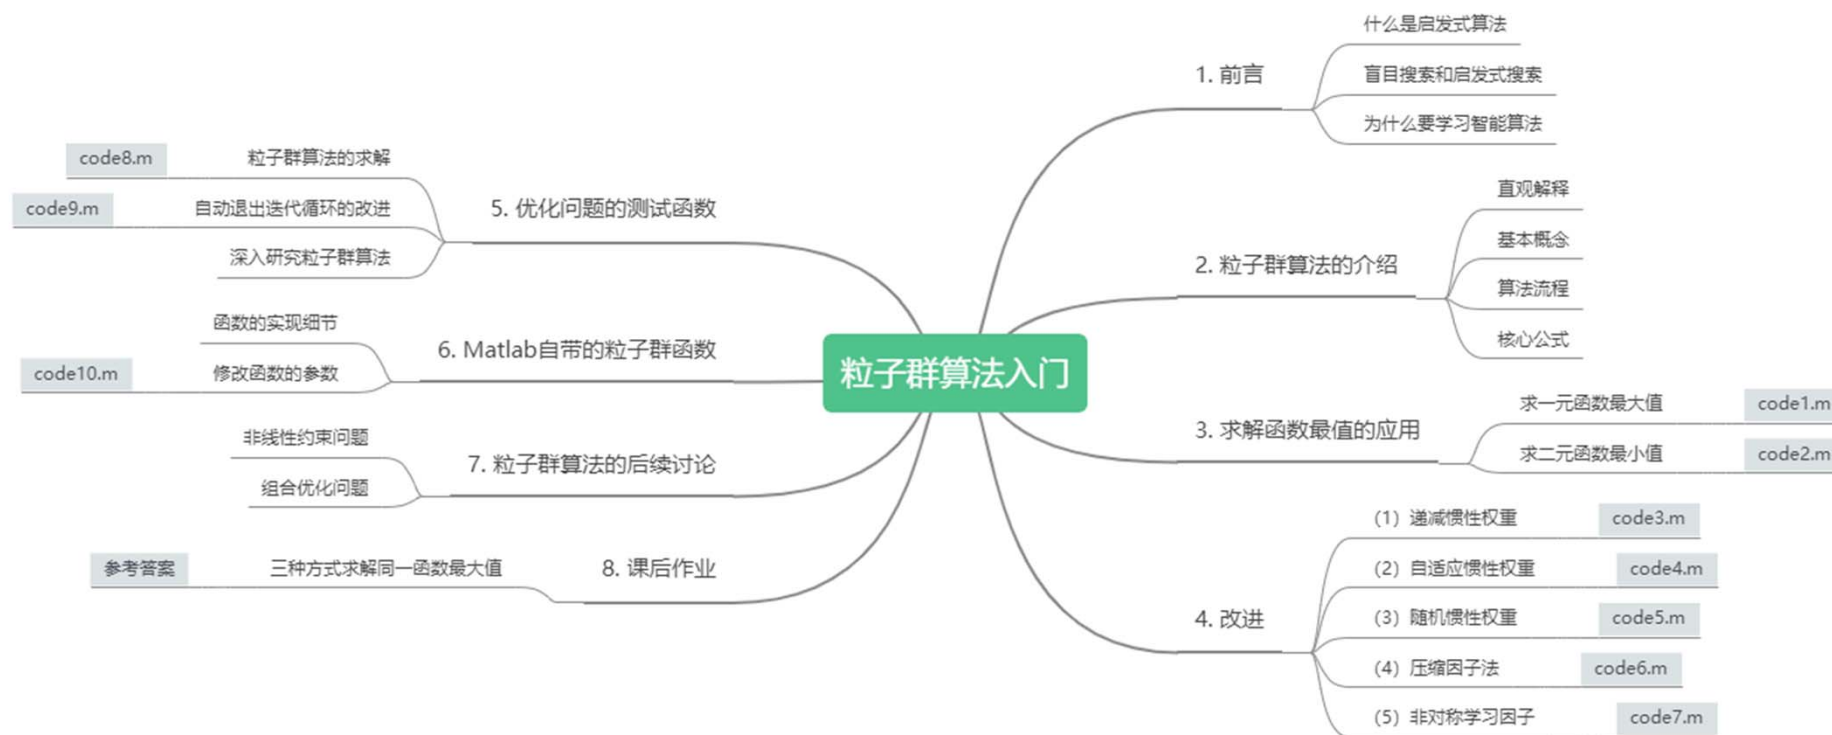 粒子群算法入门
1. 前言
什么是启发式算法
盲目搜索和启发式搜索
为什么要学习智能算法
2. 粒子群算法的介绍
直观解释
基本概念
算法流程
核心公式
3. 求解函数最值的应用
求一元函数最大值 code1.m
求二元函数最小值 code2.m
4. 改进
（1）递减惯性权重 code3.m
（2）自适应惯性权重 code4.m
（3）随机惯性权重 code5.m
（4）压缩因子法 code6.m
（5）非对称学习因子 code7.m
5. 优化问题的测试函数
粒子群算法的求解 code8.m
自动退出迭代循环的改进 code9.m
深入研究粒子群算法
6. Matlab自带的粒子群函数
函数的实现细节
修改函数的参数 code10.m
7. 粒子群算法的后续讨论
非线性约束问题
组合优化问题
8. 课后作业
三种方式求解同一函数最大值 参考答案